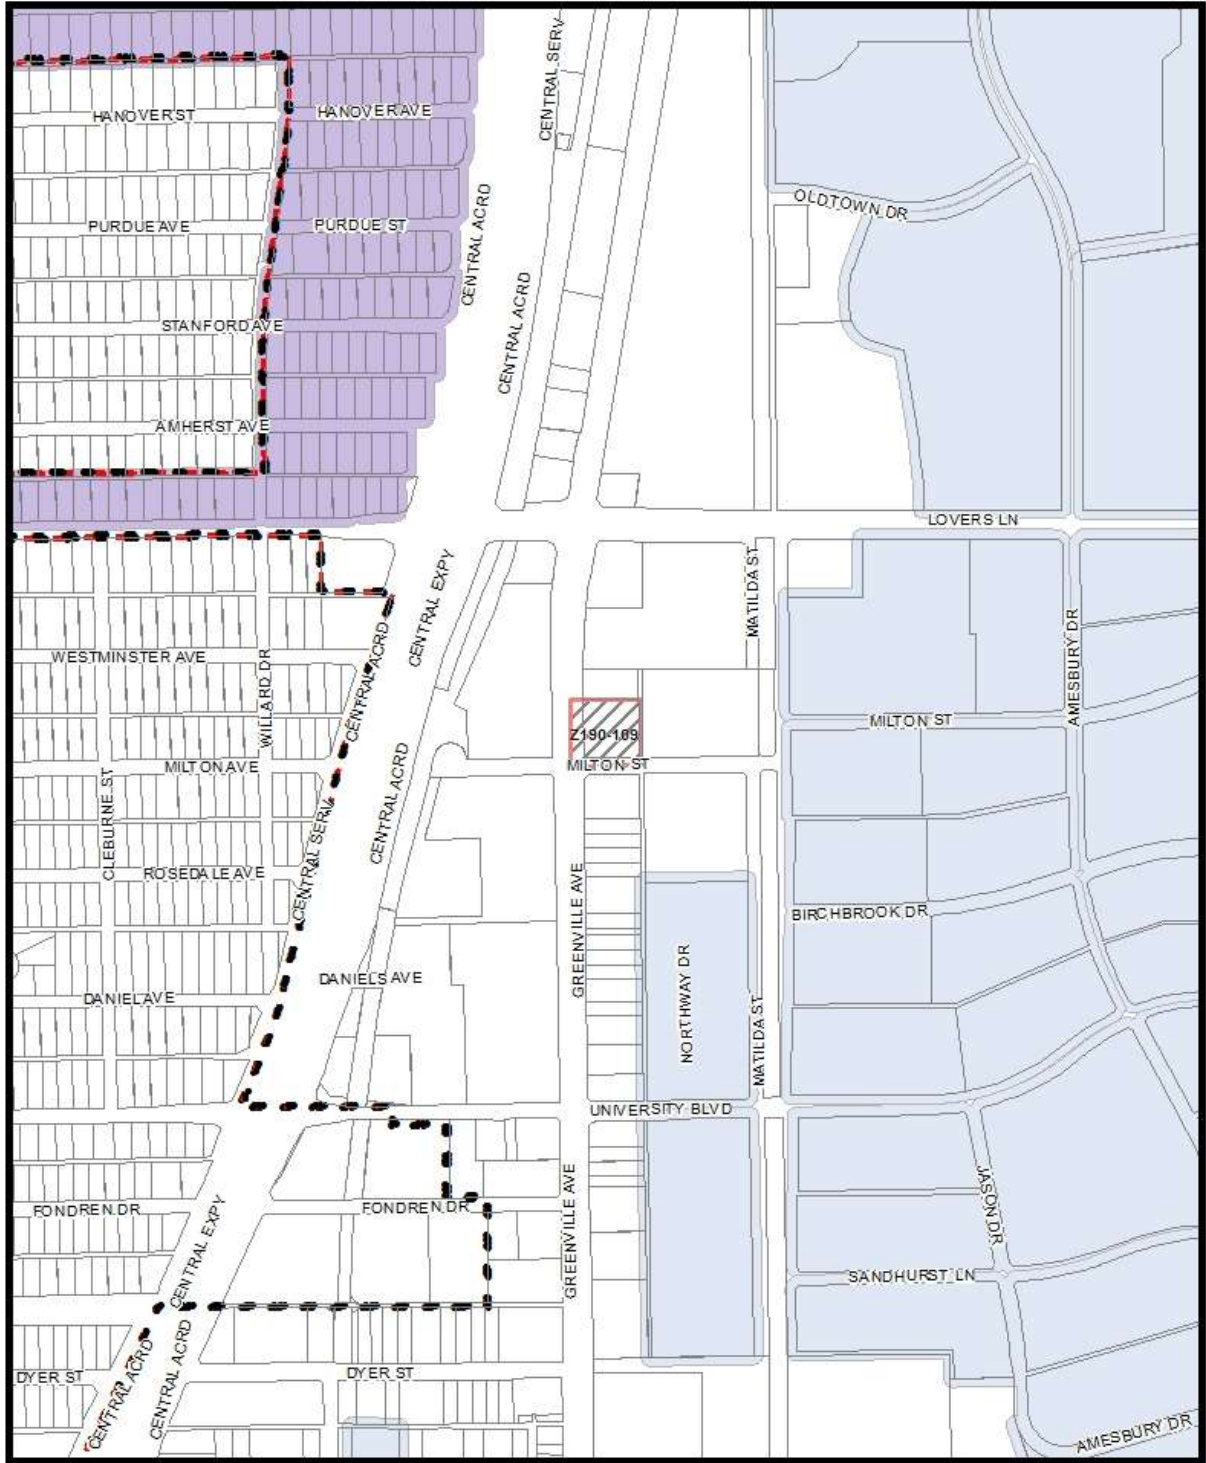 CENTRAL SERV
HANOVER ST
HANOVER AVE
CENTRAL ACRD
OLDTOWN DR
PURDUE AVE
PURDUE ST
CENTRAL ACRD
STANFORD AVE
AMHERST AVE
LOVERS LN
CENTRAL EXPY
MATILDA ST
WESTMINSTER AVE
WILLARD DR
CENTRAL ACRD
AMESBURY DR
MILTON ST
Z190-109
MILTON AVE
MILTON ST
CLEBURNE ST
CENTRAL ACRD
CENTRAL SERV
ROSEDALE AVE
BIRCHBROOK DR
GREENVILLE AVE
NORTHWAY DR
DANIELS AVE
DANIEL AVE
MATILDA ST
UNIVERSITY BLVD
FONDREN DR
FONDREN DR
CENTRAL EXPY
GREENVILLE AVE
JASON DR
SANDHURST LN
DYER ST
CENTRAL ACRD
CENTRAL ACRD
DYER ST
AMESBURY DR